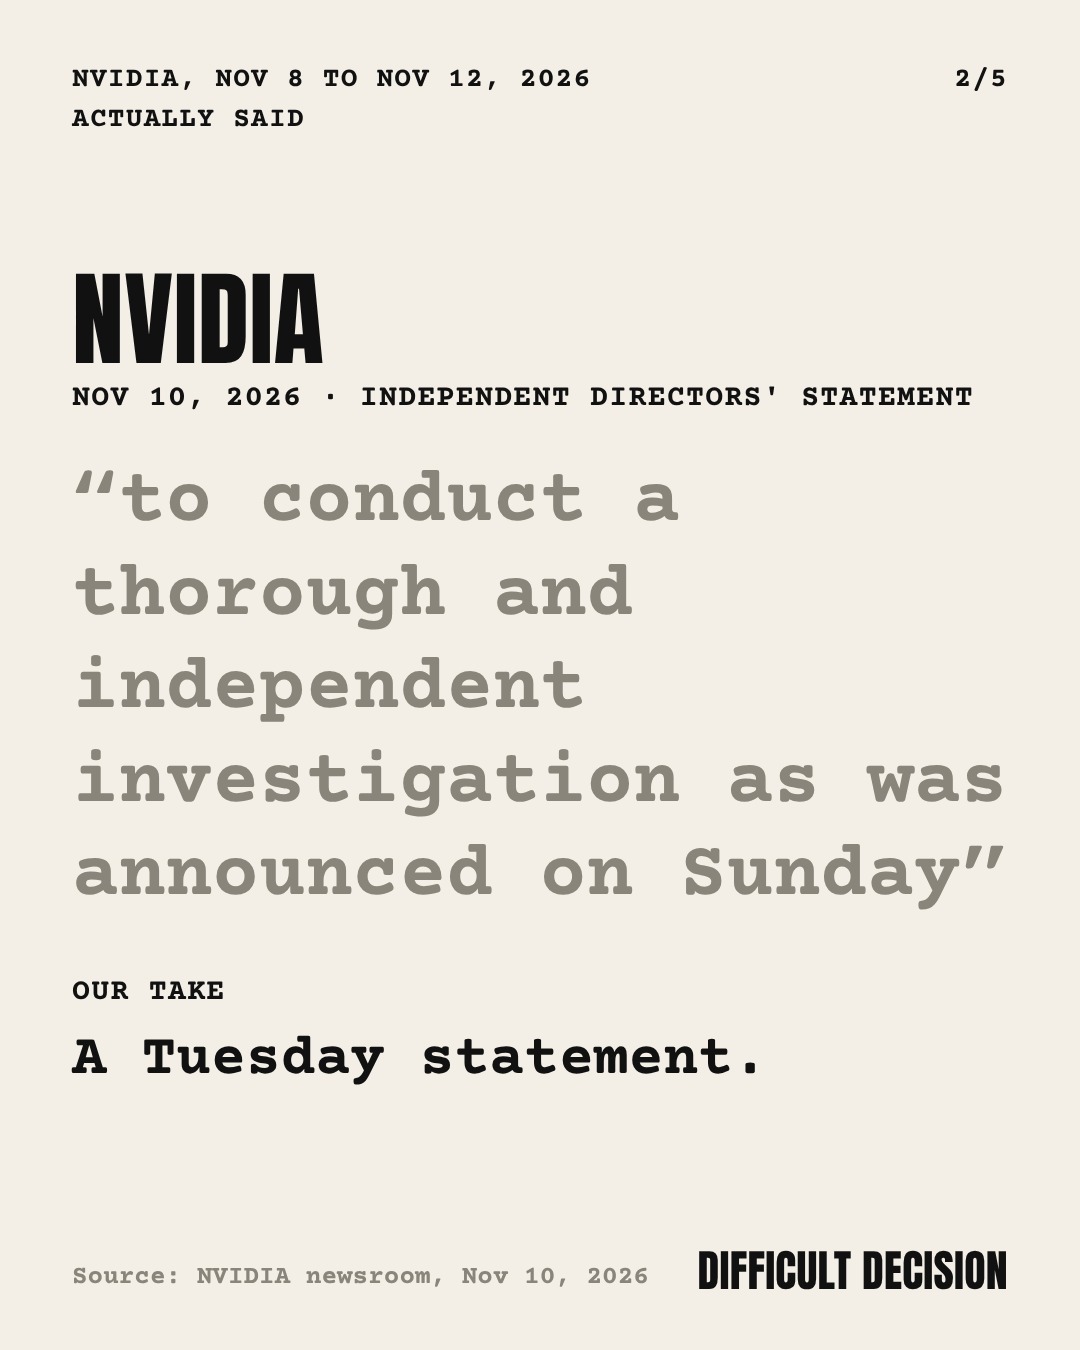 NVIDIA, NOV 8 TO NOV 12, 2026
2/5
ACTUALLY SAID
NVIDIA
NOV 10, 2026 · INDEPENDENT DIRECTORS' STATEMENT
“to conduct a
thorough and
independent
investigation as was
announced on Sunday”
OUR TAKE
A Tuesday statement.
Source: NVIDIA newsroom, Nov 10, 2026
DIFFICULT DECISION